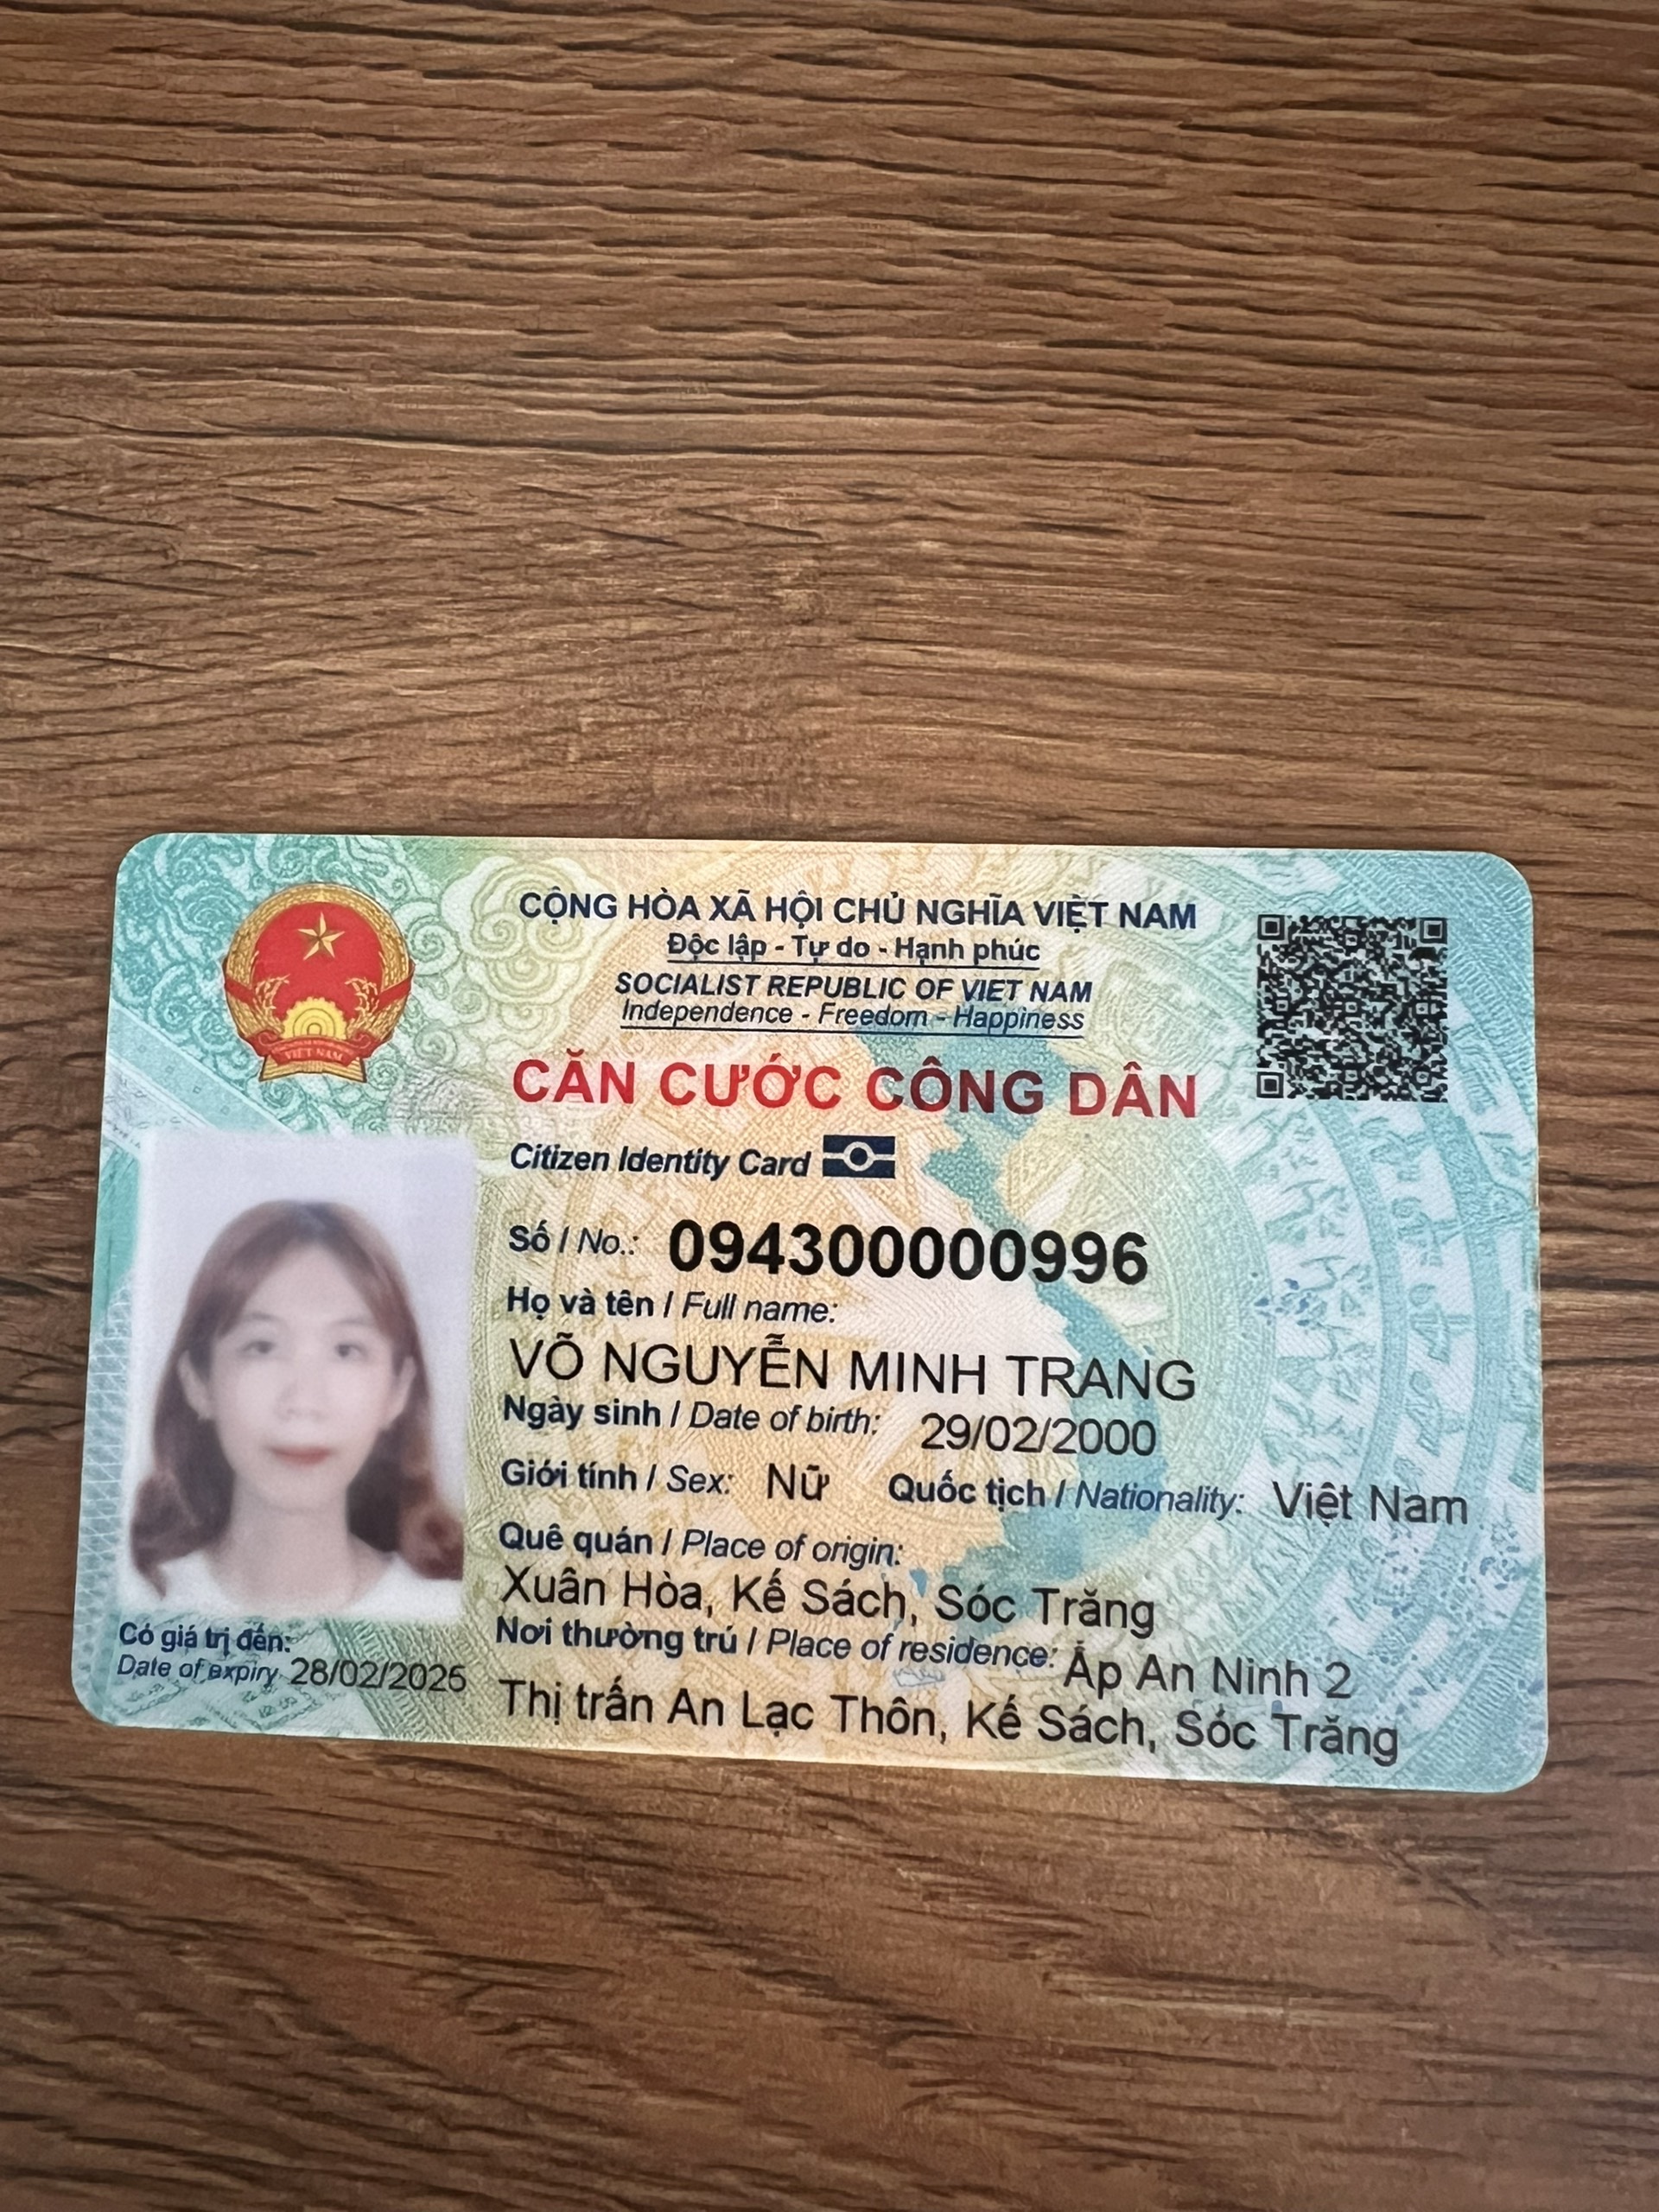 CỘNG HÒA XÃ HỘI CHỦ NGHĨA VIỆT NAM
Độc lập - Tự do - Hạnh phúc
SOCIALIST REPUBLIC OF VIET NAM
Independence - Freedom - Happiness
CĂN CƯỚC CÔNG DÂN
Citizen Identity Card
Số / No.: 094300000996
Họ và tên / Full name:
VÕ NGUYỄN MINH TRANG
Ngày sinh / Date of birth: 29/02/2000
Giới tính / Sex: Nữ Quốc tịch / Nationality: Việt Nam
Quê quán / Place of origin:
Xuân Hòa, Kế Sách, Sóc Trăng
Nơi thường trú / Place of residence: Ấp An Ninh 2
Thị trấn An Lạc Thôn, Kế Sách, Sóc Trăng
Có giá trị đến:
Date of expiry 28/02/2025
VIỆT NAM